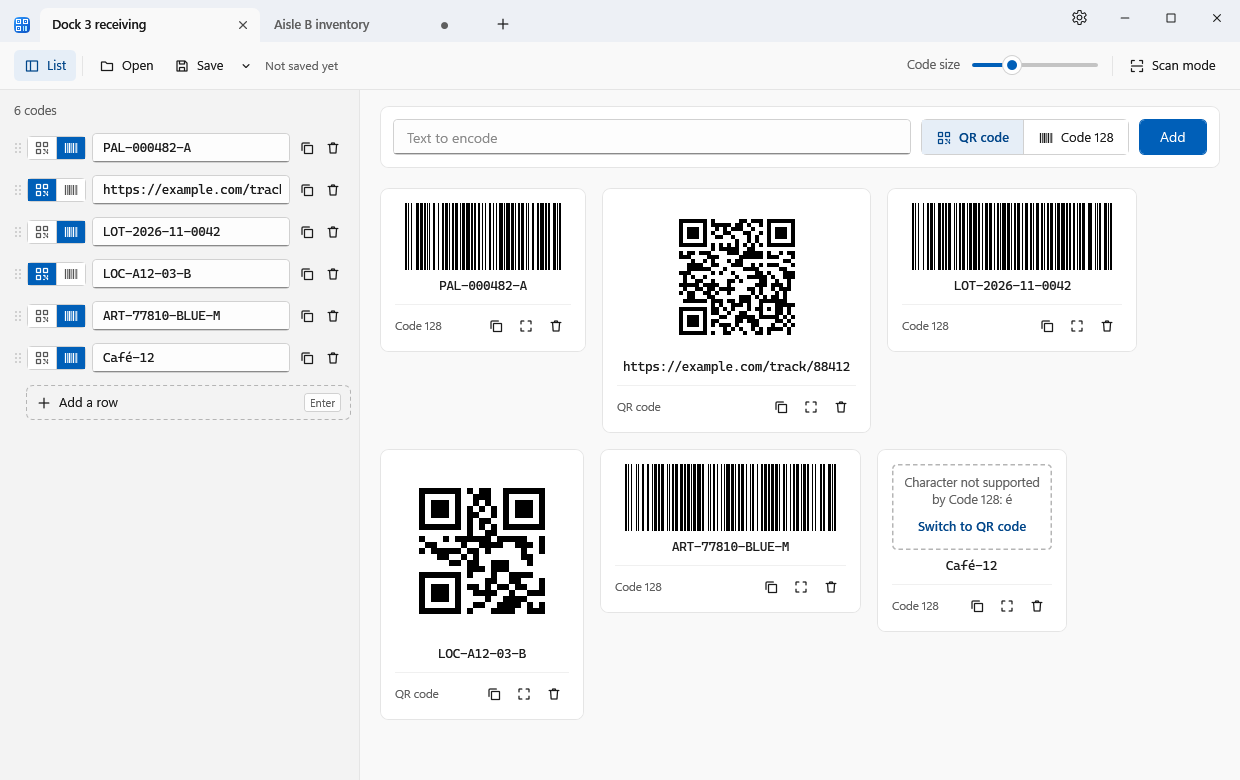 Dock 3 receiving
Aisle B inventory
List
Open
Save
Not saved yet
Code size
Scan mode
6 codes
PAL-000482-A
https://example.com/track
LOT-2026-11-0042
LOC-A12-03-B
ART-77810-BLUE-M
Café-12
Add a row
Enter
Text to encode
QR code
Code 128
Add
PAL-000482-A
Code 128
https://example.com/track/88412
QR code
LOT-2026-11-0042
Code 128
LOC-A12-03-B
QR code
ART-77810-BLUE-M
Code 128
Character not supported
by Code 128: é
Switch to QR code
Café-12
Code 128